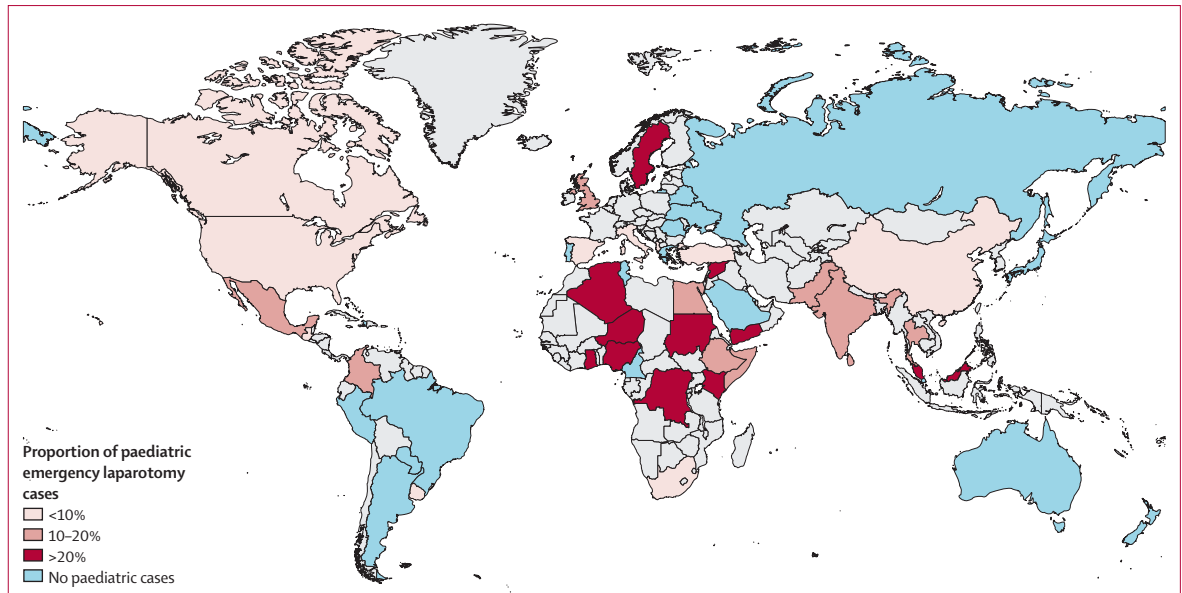 Proportion of paediatric
emergency laparotomy
cases
<10%
10–20%
>20%
No paediatric cases